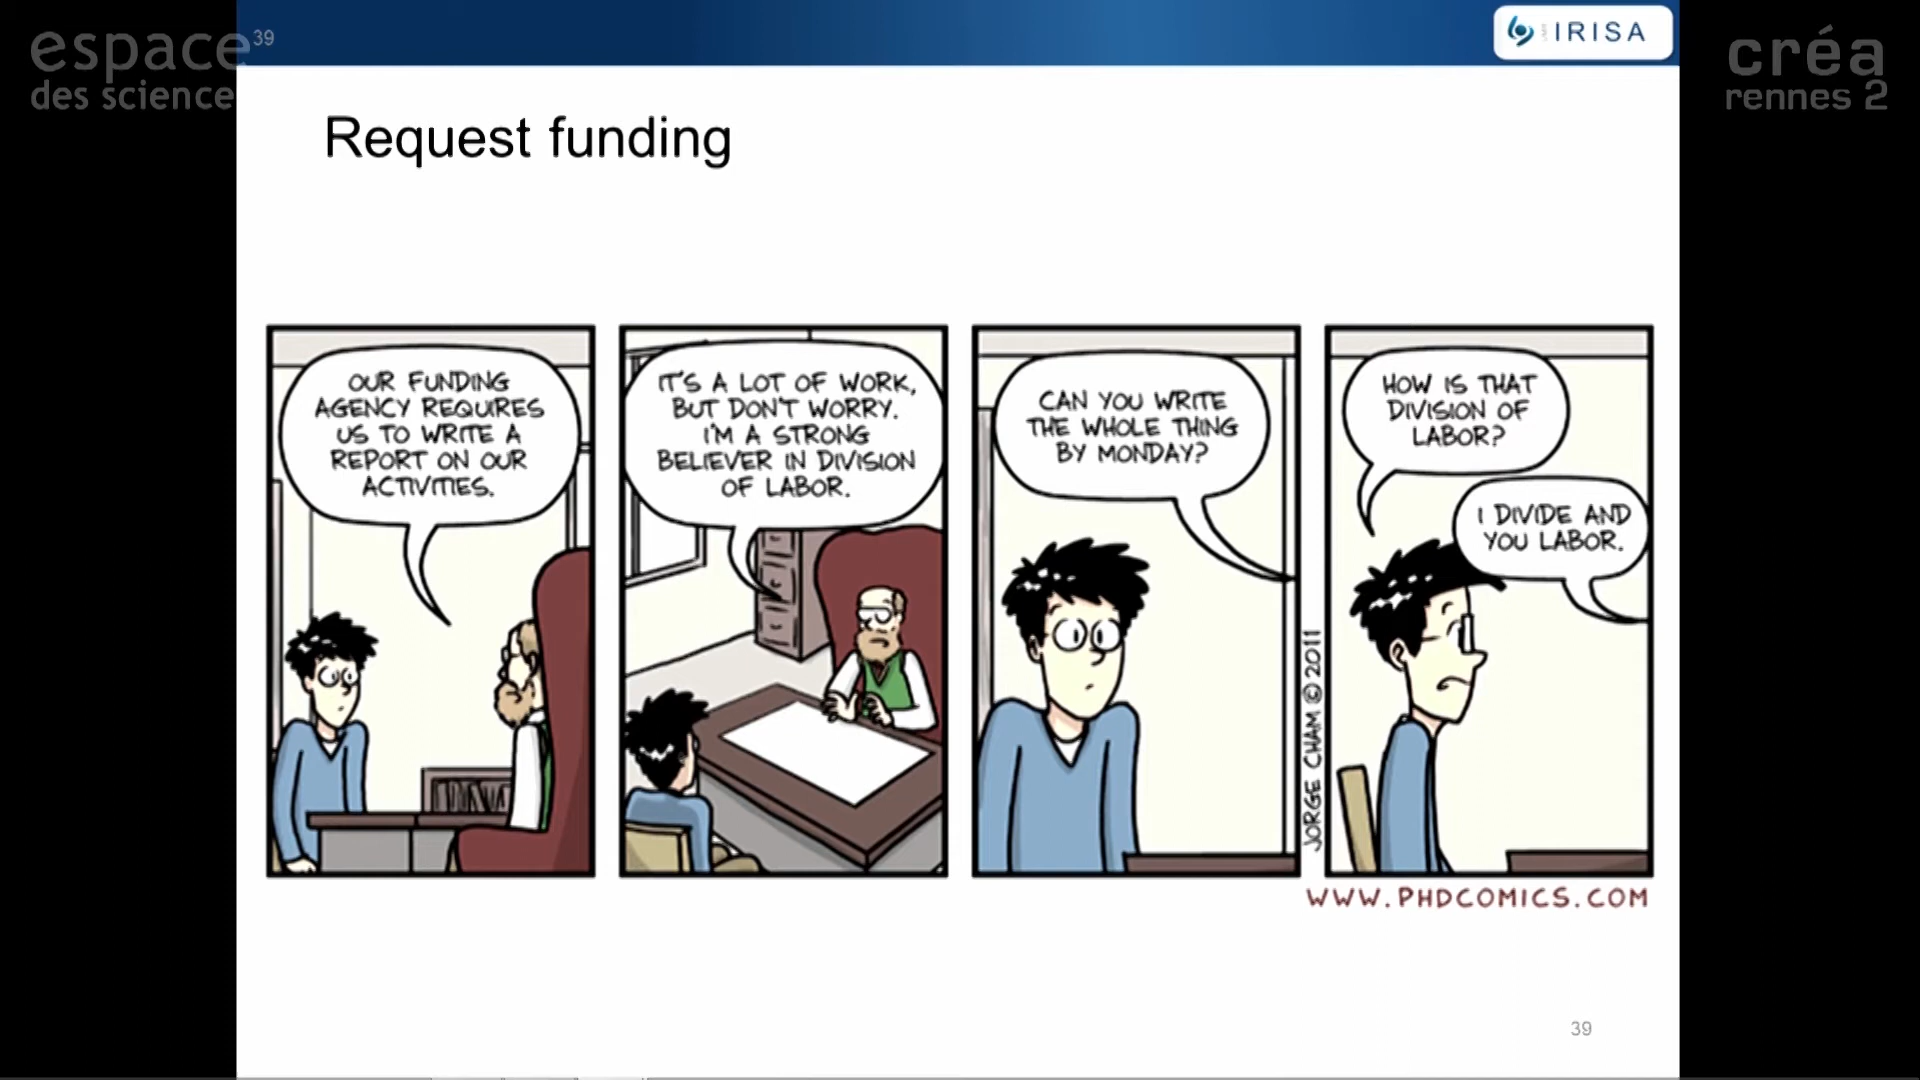 espace
des science
39
IRISA
créa
rennes 2
Request funding
OUR FUNDING
AGENCY REQUIRES
US TO WRITE A
REPORT ON OUR
ACTIVITIES.
IT'S A LOT OF WORK,
BUT DON'T WORRY.
I'M A STRONG
BELIEVER IN DIVISION
OF LABOR.
CAN YOU WRITE
THE WHOLE THING
BY MONDAY?
JORGE CHAM © 2011
HOW IS THAT
DIVISION OF
LABOR?
I DIVIDE AND
YOU LABOR.
WWW.PHDCOMICS.COM
39